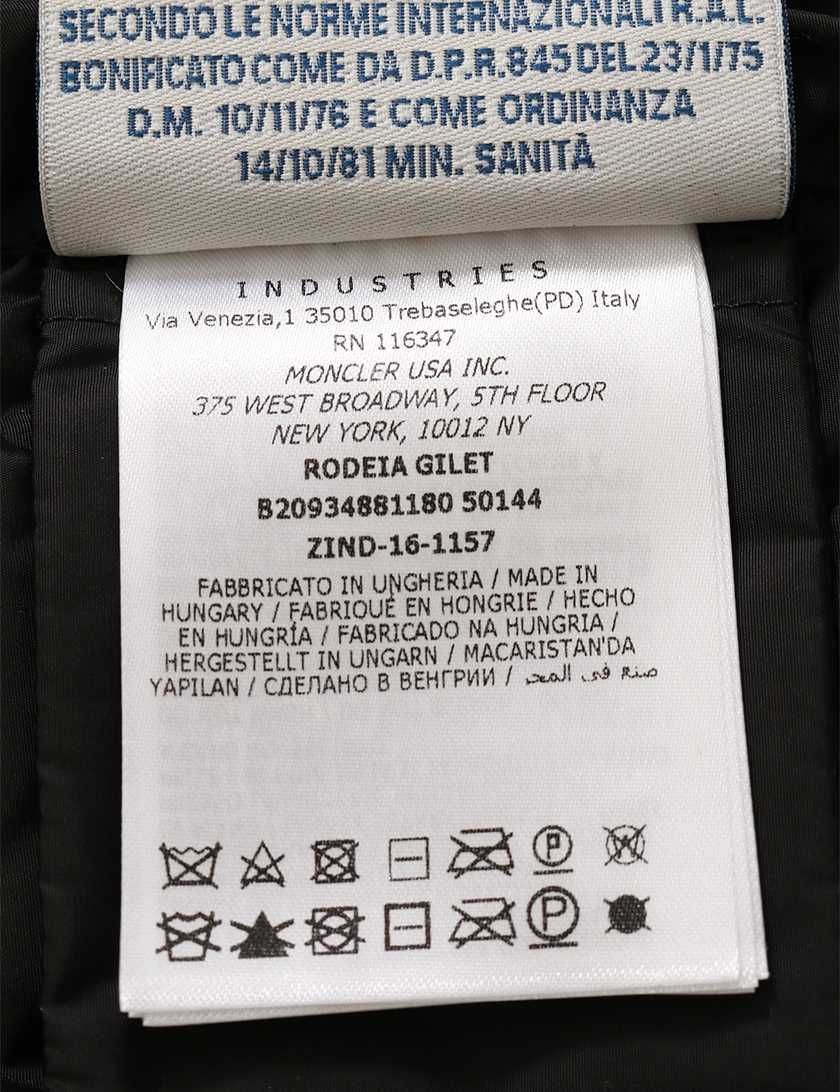 SECONDO LE NORME INTERNAZIONALI R.A.L.
BONIFICATO COME DA D.P.R. 845 DEL 23/1/75
D.M. 10/11/76 E COME ORDINANZA
14/10/81 MIN. SANITÀ
INDUSTRIES
Via Venezia,1 35010 Trebaseleghe(PD) Italy
RN 116347
MONCLER USA INC.
375 WEST BROADWAY, 5TH FLOOR
NEW YORK, 10012 NY
RODEIA GILET
B20934881180 50144
ZIND-16-1157
FABBRICATO IN UNGHERIA / MADE IN
HUNGARY / FABRIQUÉ EN HONGRIE / HECHO
EN HUNGRÍA / FABRICADO NA HUNGRIA /
HERGESTELLT IN UNGARN / MACARISTAN'DA
YAPILAN / СДЕЛАНО В ВЕНГРИИ / صنع في المجر
P W
P